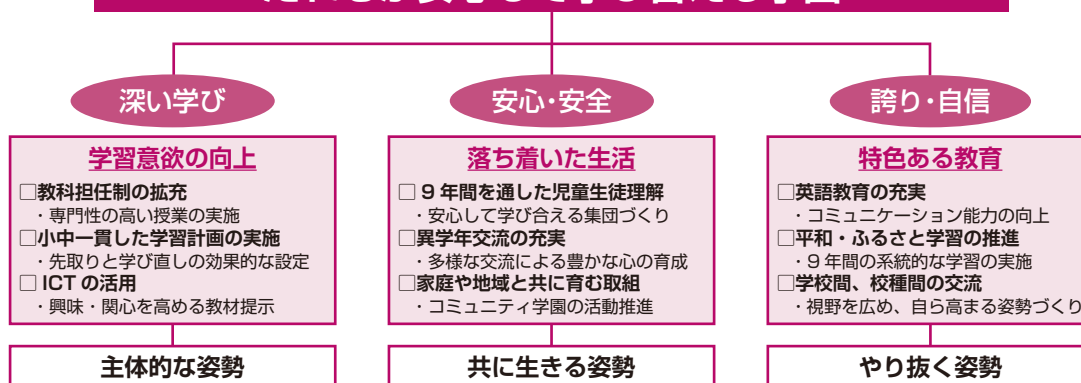 深い学び
学習意欲の向上
□教科担任制の拡充
・専門性の高い授業の実施
□小中一貫した学習計画の実施
・先取りと学び直しの効果的な設定
□ ICT の活用
・興味・関心を高める教材提示
主体的な姿勢
安心・安全
落ち着いた生活
□ 9 年間を通した児童生徒理解
・安心して学び合える集団づくり
□異学年交流の充実
・多様な交流による豊かな心の育成
□家庭や地域と共に育む取組
・コミュニティ学園の活動推進
共に生きる姿勢
誇り・自信
特色ある教育
□英語教育の充実
・コミュニケーション能力の向上
□平和・ふるさと学習の推進
・9 年間の系統的な学習の実施
□学校間、校種間の交流
・視野を広め、自ら高まる姿勢づくり
やり抜く姿勢